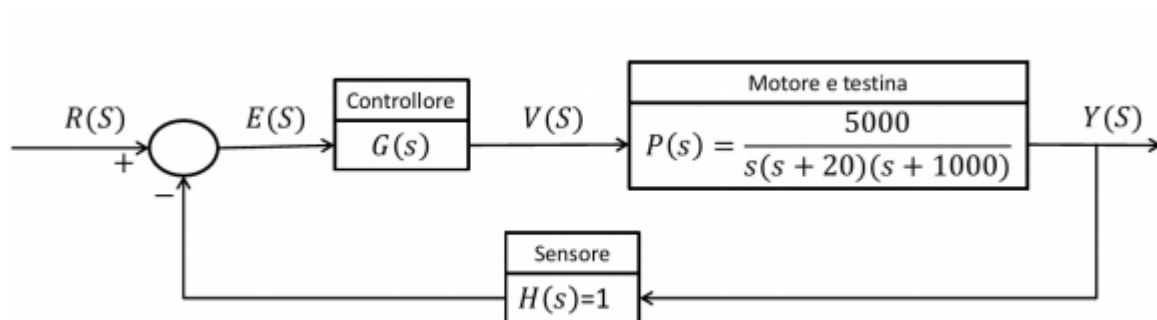 Motore e testina
Controllore
R(S)
E(S)
V(S)
Y(S)
G(s)
P(s) = 5000 / s(s + 20)(s + 1000)
+
−
Sensore
H(s)=1